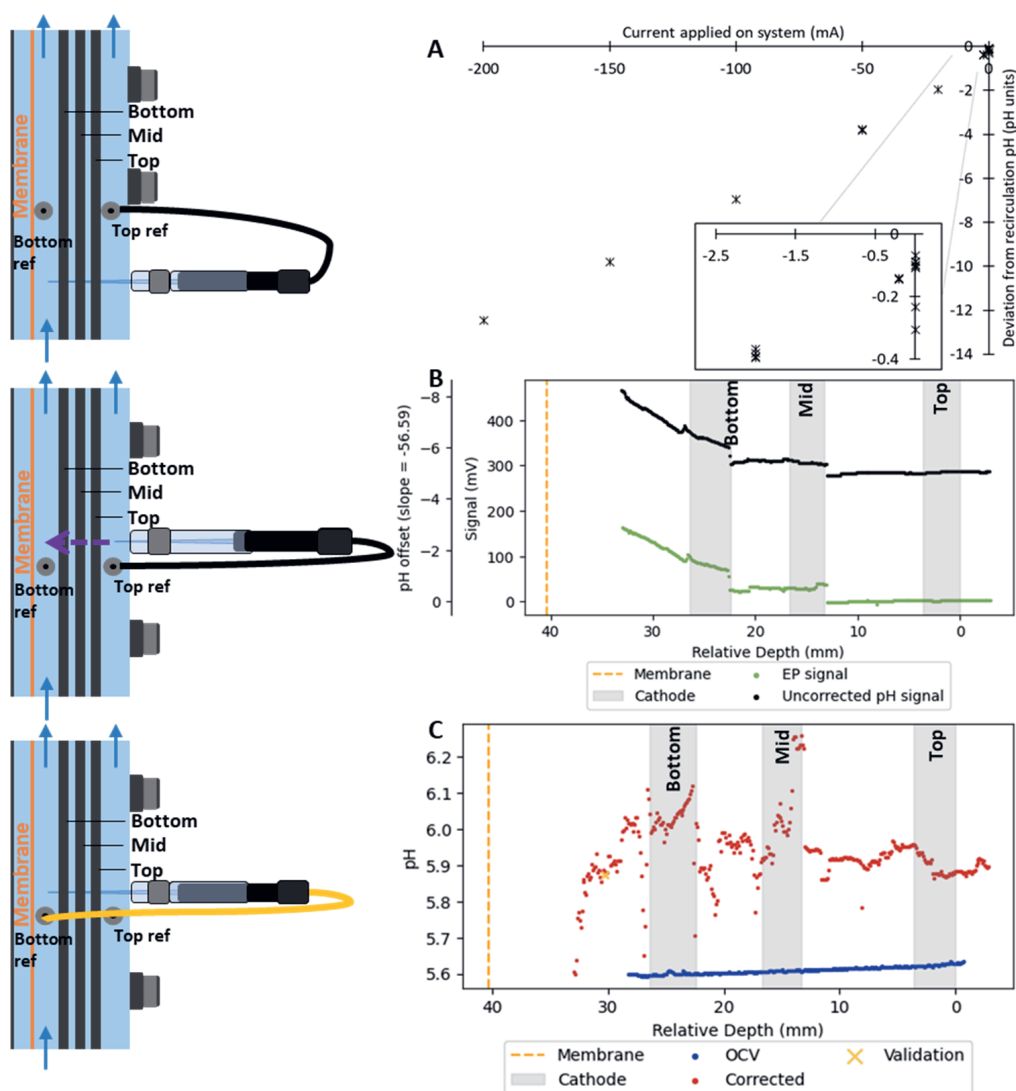 Membrane
Bottom
Mid
Top
Bottom
ref
Top ref
A
Current applied on system (mA)
-200
-150
-100
-50
0
0
-2
-4
-6
-8
-10
-12
-14
Deviation from recirculation pH (pH units)
-2.5
-1.5
-0.5
0
-0.2
-0.4
Membrane
Bottom
Mid
Top
Bottom
ref
Top ref
B
pH offset (slope = -56.59)
-8
-6
-4
-2
0
Signal (mV)
400
300
200
100
0
Bottom
Mid
Top
40
30
20
10
0
Relative Depth (mm)
Membrane
EP signal
Cathode
Uncorrected pH signal
Membrane
Bottom
Mid
Top
Bottom
ref
Top ref
C
pH
6.2
6.1
6.0
5.9
5.8
5.7
5.6
Bottom
Mid
Top
40
30
20
10
0
Relative Depth (mm)
Membrane
OCV
Validation
Cathode
Corrected